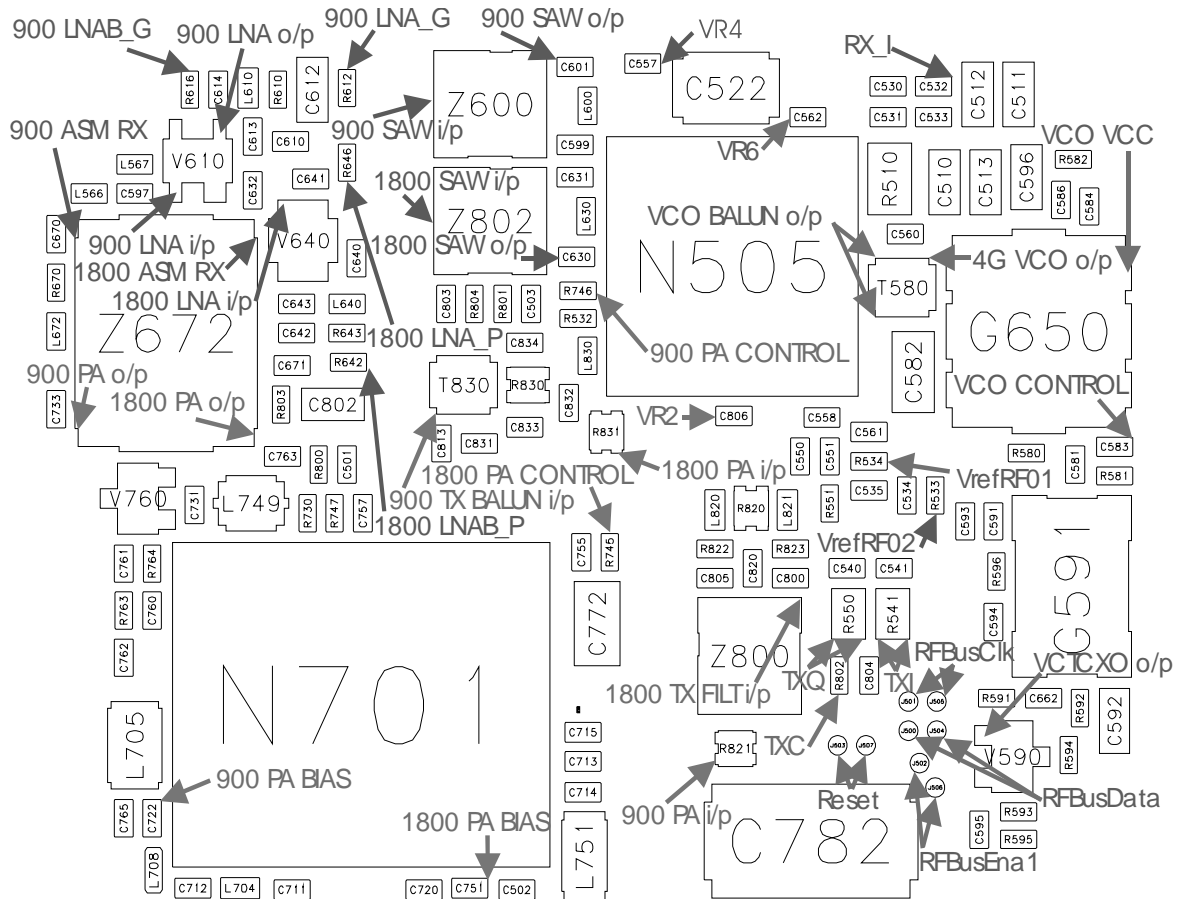 900 LNAB_G
900 LNA o/p
900 LNA_G
900 SAW o/p
VR4
RX_I
R616
C614
L610
R610
C612
R612
C601
C557
C522
C530
C532
C512
C511
Z600
L600
C562
C531
C533
900 ASM RX
V610
C613
C610
900 SAW i/p
C599
VR6
VCO VCC
L567
R646
C641
1800 SAW i/p
C631
R510
C510
C513
C596
R582
L566
C597
C632
Z802
L630
N505
VCO BALUN o/p
C586
C584
C670
900 LNA i/p
V640
C640
1800 SAW o/p
C630
C560
4G VCO o/p
1800 ASM RX
R670
1800 LNA i/p
C643
L640
C803
R804
R801
C503
R746
T580
G650
L672
Z672
C642
R643
1800 LNA_P
C834
R532
900 PA CONTROL
C671
R642
T830
R830
L830
C582
VCO CONTROL
900 PA o/p
1800 PA o/p
C733
R803
C802
C832
VR2
C806
C558
C813
C831
C833
R831
C561
C550
C551
R534
R580
C581
C583
R581
C763
R800
C501
1800 PA CONTROL
1800 PA i/p
VrefRF01
V760
C731
L749
R730
R747
C757
900 TX BALUN i/p
L820
R820
L821
R551
C535
C534
R533
C593
C591
1800 LNAB_P
C755
R745
R822
R823
VrefRF02
C761
R764
C805
C820
C800
C540
C541
R596
G591
R763
C760
C772
R550
R541
C594
C762
N701
Z800
TXQ
R802
C804
TXI
RFBusClk
VCTCXO o/p
1800 TX FILT i/p
J501
J505
R591
C662
R592
C592
L705
C715
R821
TXC
J503
J507
J500
J504
V590
R594
C713
J502
900 PA BIAS
C714
Reset
J506
RFBusData
C765
C722
1800 PA BIAS
L751
900 PA i/p
C782
RFBusEna1
C595
R593
R595
L708
C712
L704
C711
C720
C751
C502